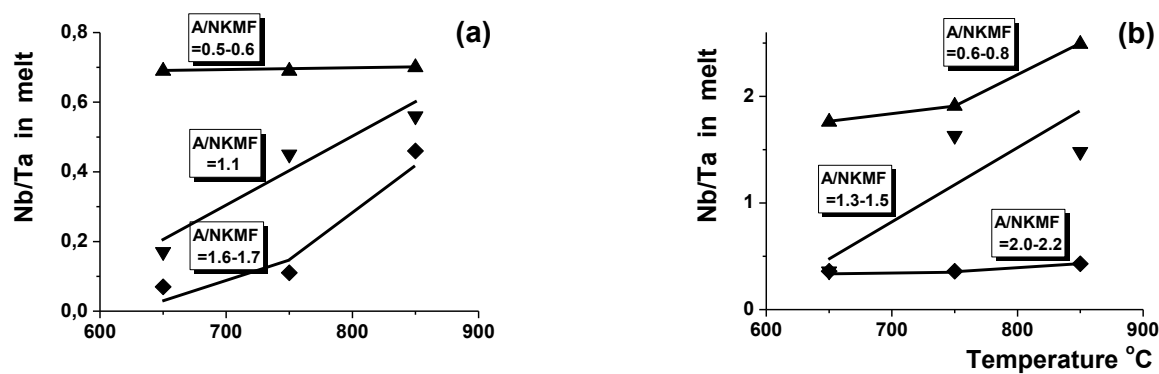 (a)
Nb/Ta in melt
0,8
0,6
0,4
0,2
0,0
600
700
800
900
A/NKMF
=0.5-0.6
A/NKMF
=1.1
A/NKMF
=1.6-1.7
(b)
Nb/Ta in melt
2
1
0
600
700
800
900
A/NKMF
=0.6-0.8
A/NKMF
=1.3-1.5
A/NKMF
=2.0-2.2
Temperature °C